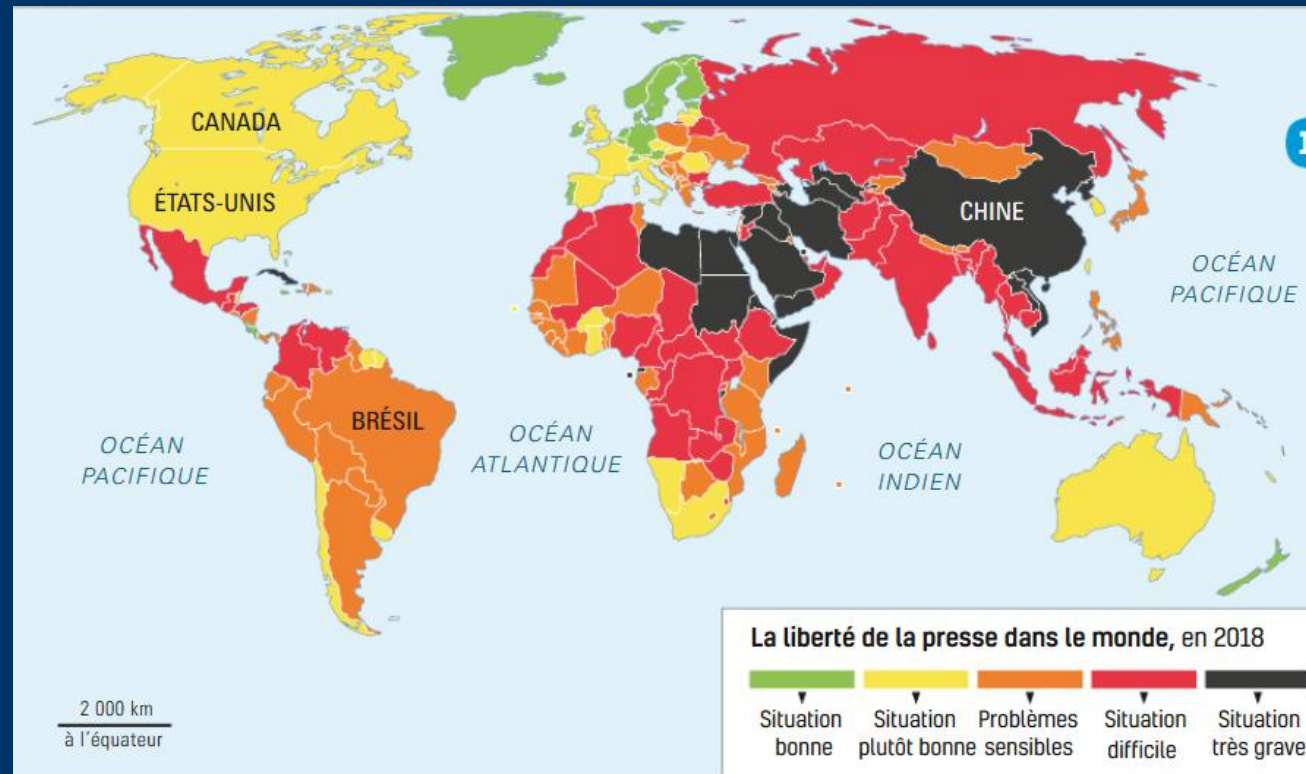 CANADA
ÉTATS-UNIS
CHINE
OCÉAN
PACIFIQUE
BRÉSIL
OCÉAN
PACIFIQUE
OCÉAN
ATLANTIQUE
OCÉAN
INDIEN
2 000 km
à l'équateur
La liberté de la presse dans le monde, en 2018
Situation
bonne
Situation
plutôt bonne
Problèmes
sensibles
Situation
difficile
Situation
très grave